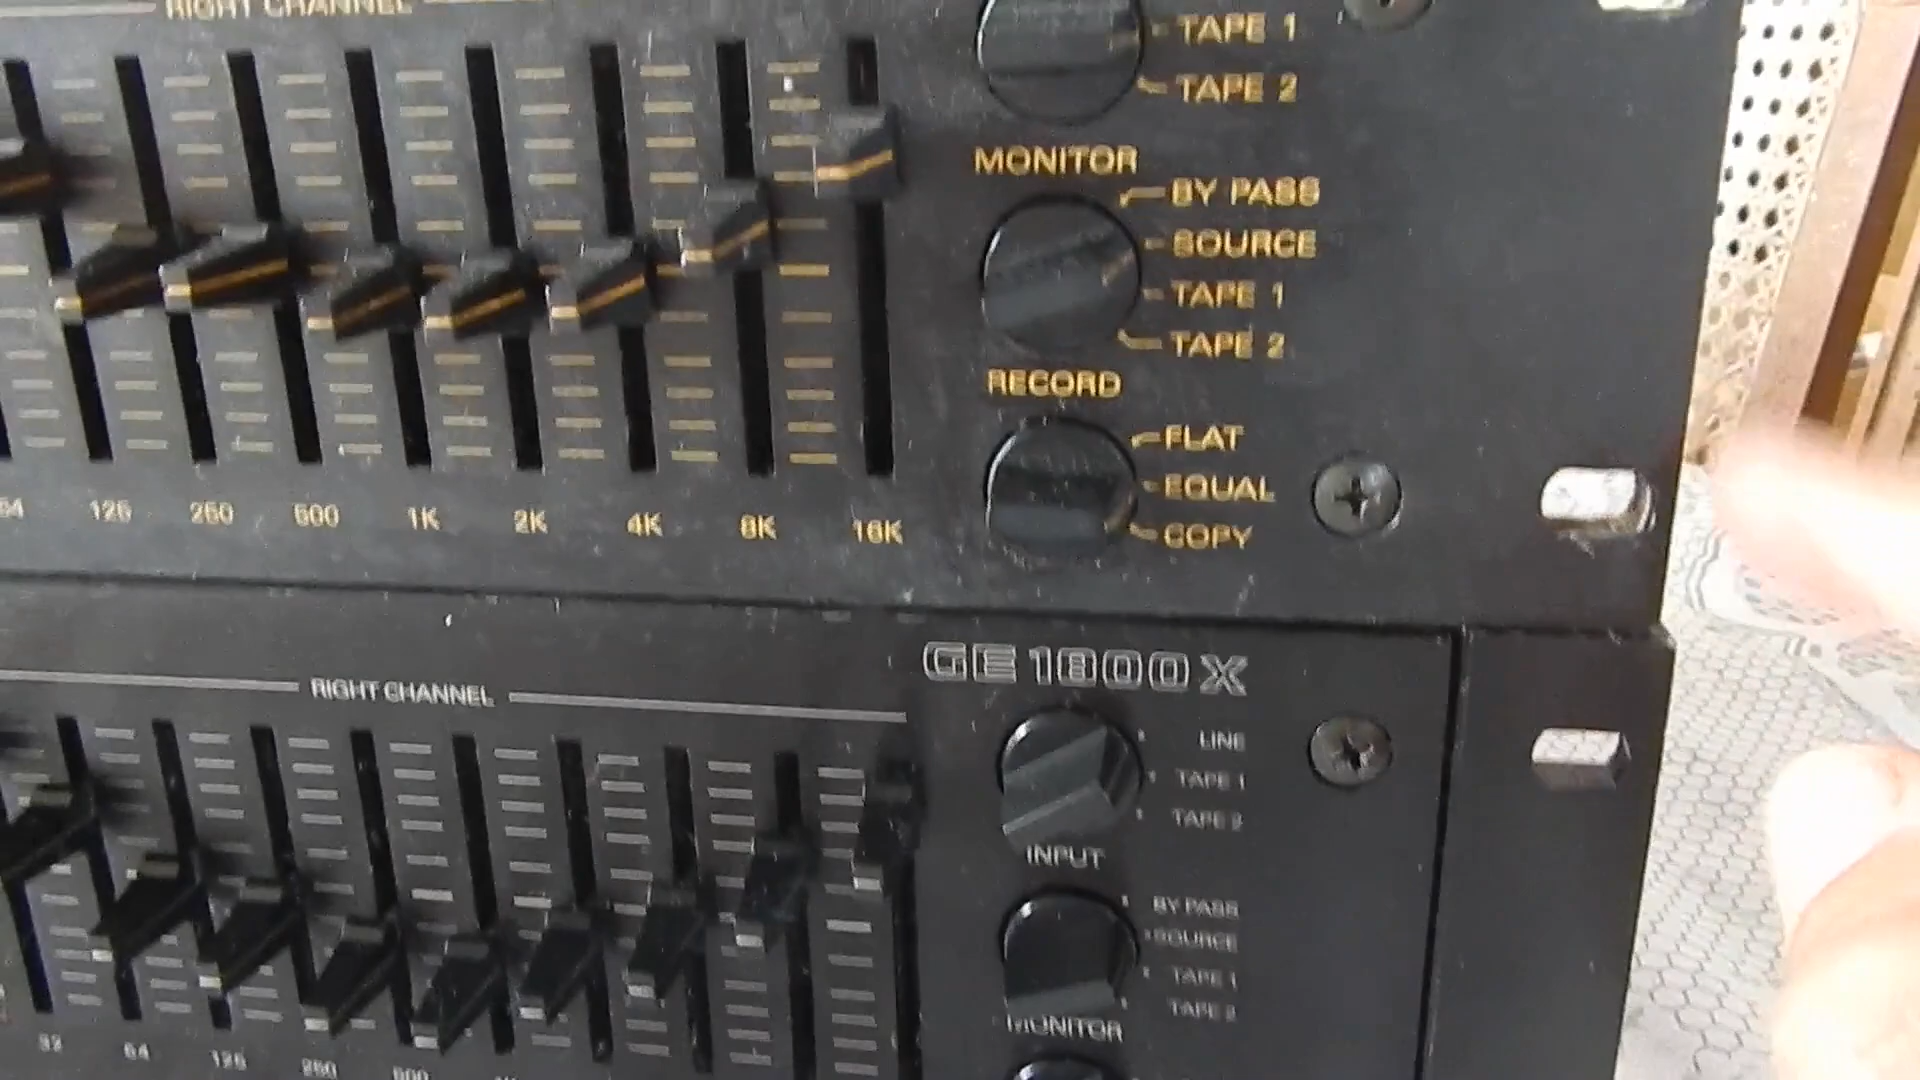 RIGHT CHANNEL
TAPE 1
TAPE 2
MONITOR
BY PASS
SOURCE
TAPE 1
TAPE 2
RECORD
FLAT
EQUAL
COPY
64 125 250 500 1K 2K 4K 8K 16K
GE 1800 X
RIGHT CHANNEL
LINE
TAPE 1
TAPE 2
INPUT
BY PASS
SOURCE
TAPE 1
TAPE 2
MONITOR
32 64 125 250 500